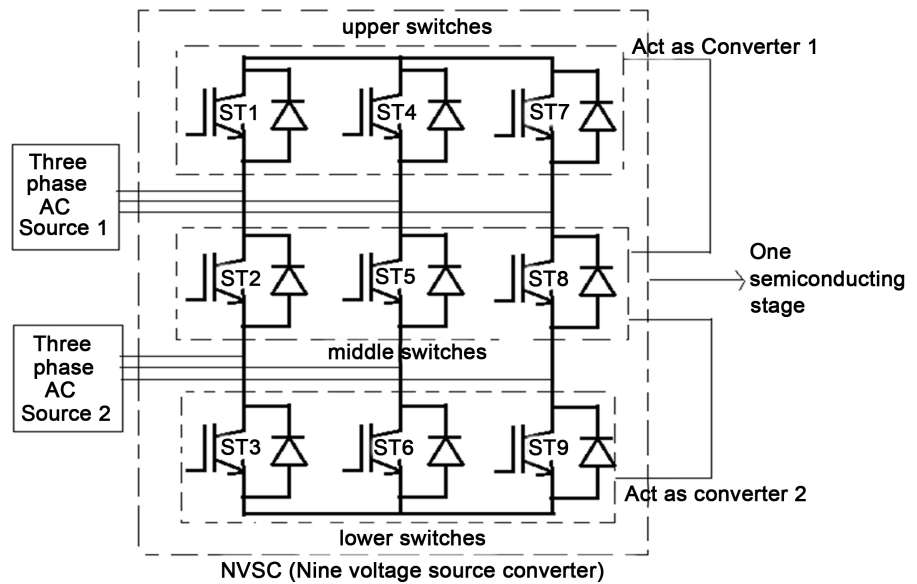 upper switches
Act as Converter 1
ST1
ST4
ST7
Three
phase
AC
Source 1
ST2
ST5
ST8
One
semiconducting
stage
middle switches
Three
phase
AC
Source 2
ST3
ST6
ST9
Act as converter 2
lower switches
NVSC (Nine voltage source converter)